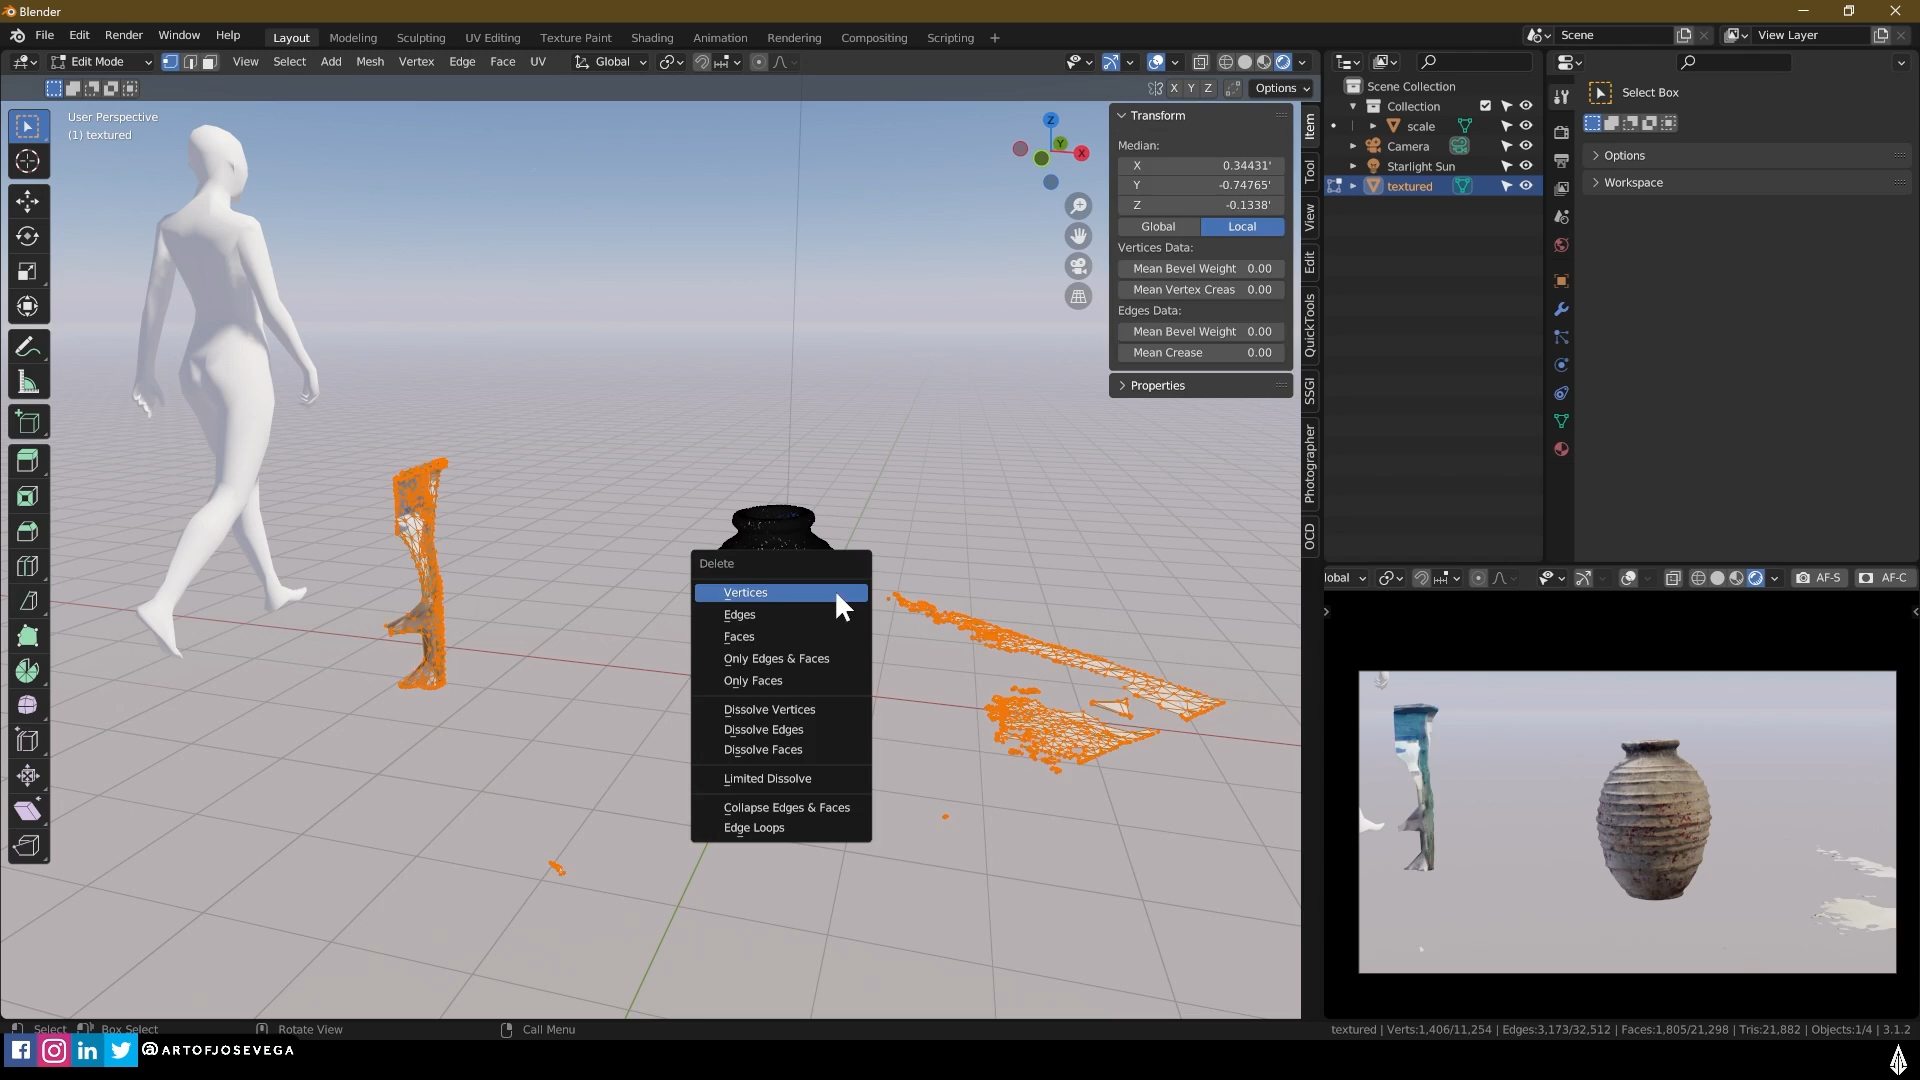 Blender
File Edit Render Window Help
Layout Modeling Sculpting UV Editing Texture Paint Shading Animation Rendering Compositing Scripting +
Scene
View Layer
Edit Mode
View Select Add Mesh Vertex Edge Face UV
Global
X Y Z
Options
User Perspective
(1) textured
Z
Y
X
Transform
Median:
X 0.34431'
Y -0.74765'
Z -0.1338'
Global Local
Vertices Data:
Mean Bevel Weight 0.00
Mean Vertex Creas 0.00
Edges Data:
Mean Bevel Weight 0.00
Mean Crease 0.00
Properties
Item
Tool
View
Edit
QuickTools
SSGI
Photographer
OCD
Scene Collection
Collection
scale
Camera
Starlight Sun
textured
Select Box
Options
Workspace
Delete
Vertices
Edges
Faces
Only Edges & Faces
Only Faces
Dissolve Vertices
Dissolve Edges
Dissolve Faces
Limited Dissolve
Collapse Edges & Faces
Edge Loops
lobal
AF-S
AF-C
Select
Box Select
Rotate View
Call Menu
textured | Verts:1,406/11,254 | Edges:3,173/32,512 | Faces:1,805/21,298 | Tris:21,882 | Objects:1/4 | 3.1.2
@ARTOFJOSEVEGA